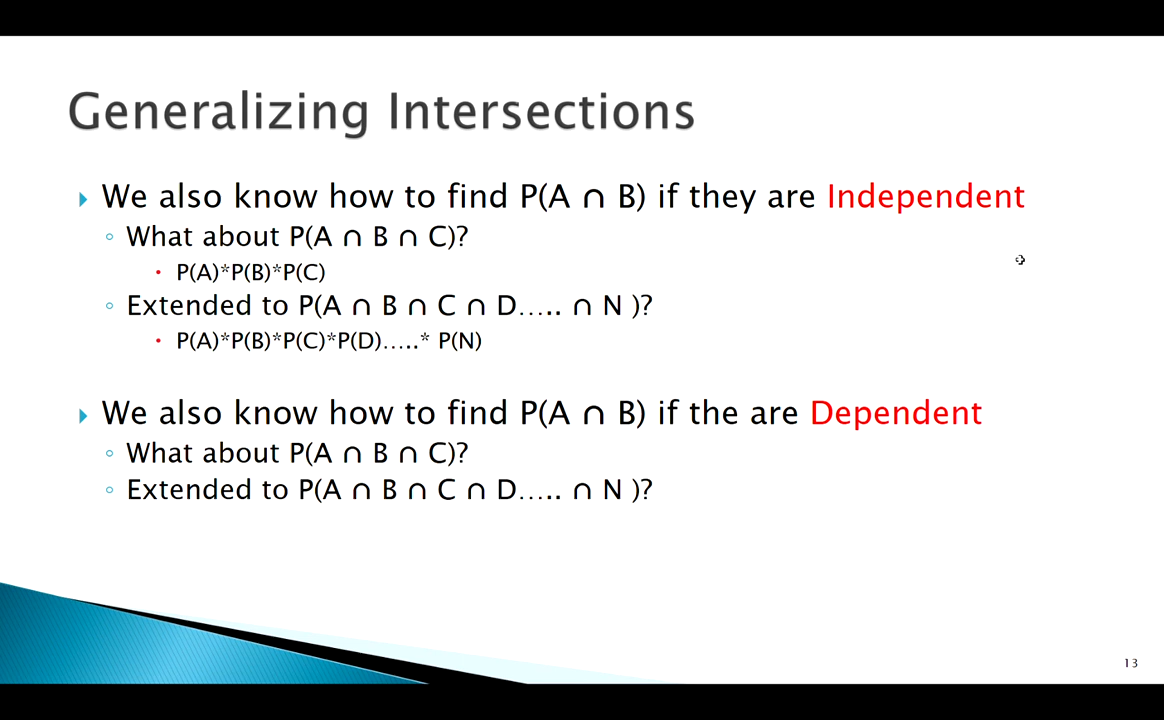 Generalizing Intersections
We also know how to find P(A ∩ B) if they are Independent
What about P(A ∩ B ∩ C)?
P(A)*P(B)*P(C)
Extended to P(A ∩ B ∩ C ∩ D….. ∩ N )?
P(A)*P(B)*P(C)*P(D)…..* P(N)
We also know how to find P(A ∩ B) if the are Dependent
What about P(A ∩ B ∩ C)?
Extended to P(A ∩ B ∩ C ∩ D….. ∩ N )?
13